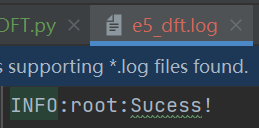 DFT.py e5_dft.log
s supporting *.log files found.
INFO:root:Sucess!